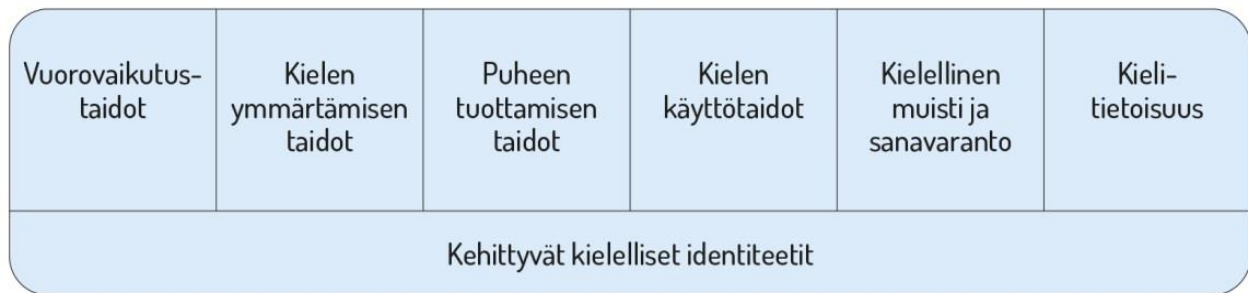 Vuorovaikutus-
taidot
Kielen
ymmärtämisen
taidot
Puheen
tuottamisen
taidot
Kielen
käyttötaidot
Kielellinen
muisti ja
sanavaranto
Kieli-
tietoisuus
Kehittyvät kielelliset identiteetit